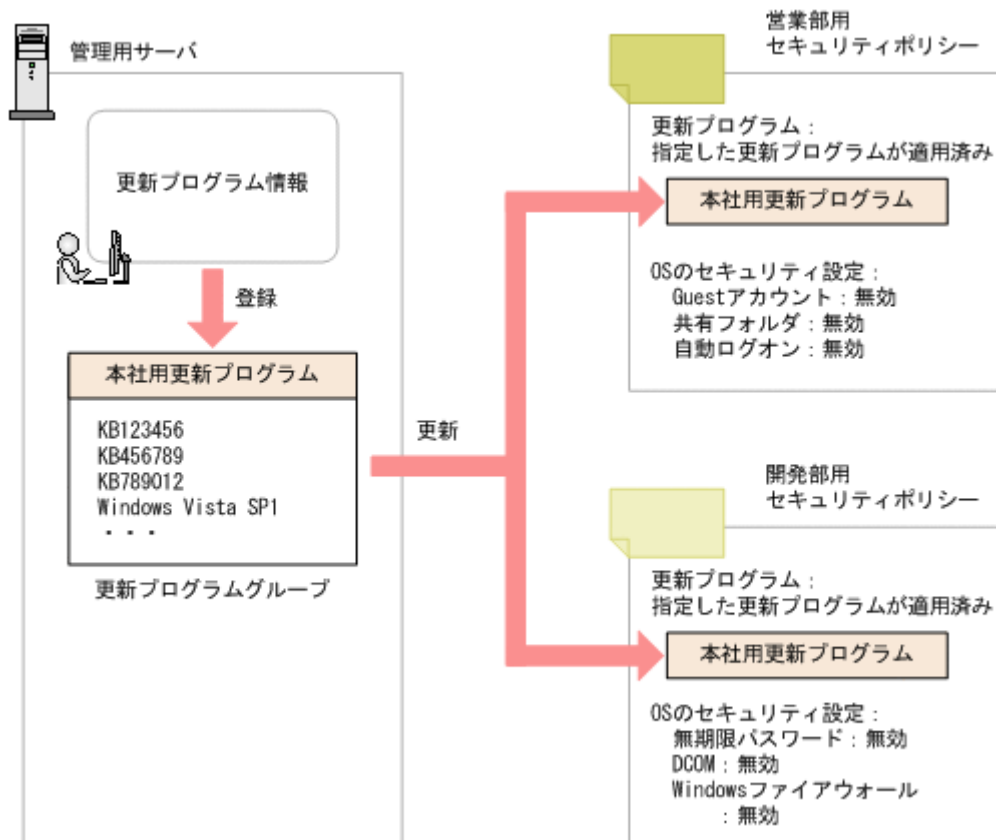 管理用サーバ
更新プログラム情報
登録
本社用更新プログラム
KB123456
KB456789
KB789012
Windows Vista SP1
・・・
更新プログラムグループ
更新
営業部用
セキュリティポリシー
更新プログラム：
指定した更新プログラムが適用済み
本社用更新プログラム
OSのセキュリティ設定：
Guestアカウント：無効
共有フォルダ：無効
自動ログオン：無効
開発部用
セキュリティポリシー
更新プログラム：
指定した更新プログラムが適用済み
本社用更新プログラム
OSのセキュリティ設定：
無期限パスワード：無効
DCOM：無効
Windowsファイアウォール
：無効